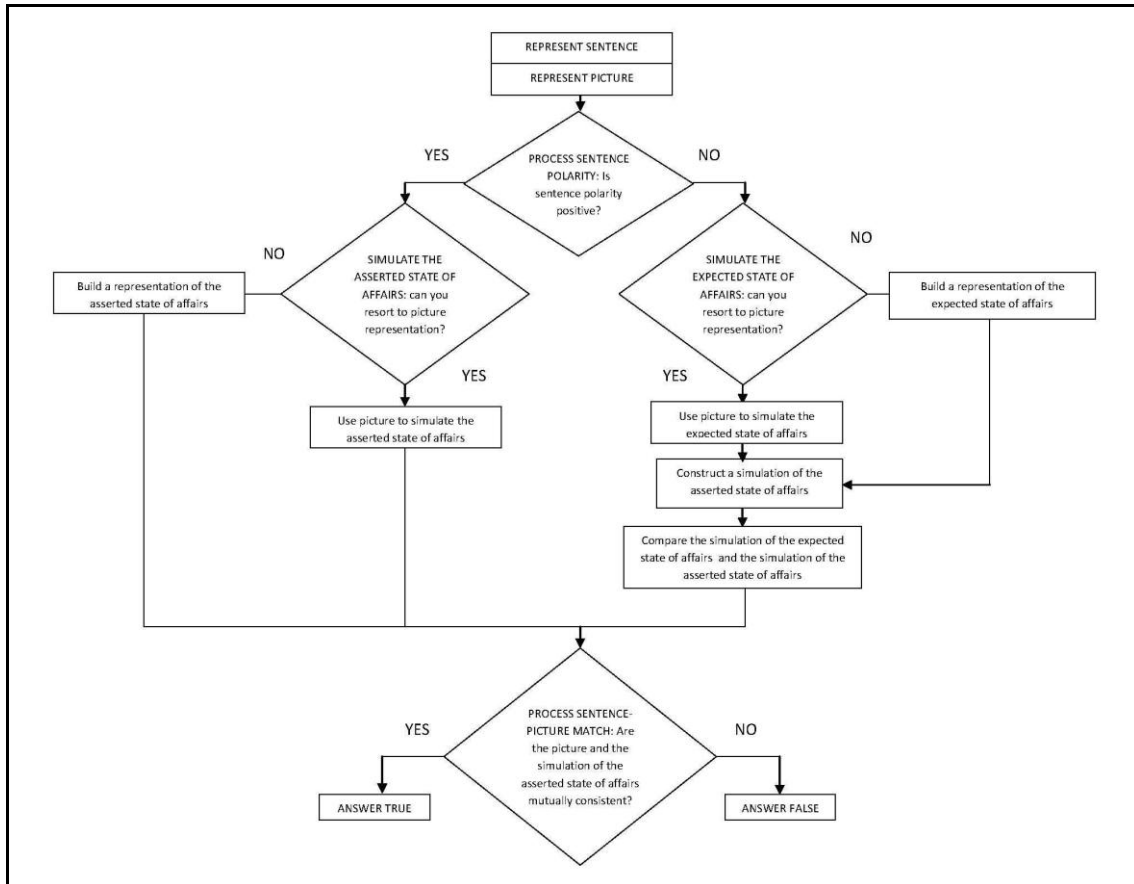 REPRESENT SENTENCE
REPRESENT PICTURE
YES
NO
PROCESS SENTENCE
POLARITY: Is
sentence polarity
positive?
NO
SIMULATE THE
ASSERTED STATE OF
AFFAIRS: can you
resort to picture
representation?
SIMULATE THE
EXPECTED STATE OF
AFFAIRS: can you
resort to picture
representation?
NO
Build a representation of the
asserted state of affairs
Build a representation of the
expected state of affairs
YES
YES
Use picture to simulate the
asserted state of affairs
Use picture to simulate the
expected state of affairs
Construct a simulation of the
asserted state of affairs
Compare the simulation of the expected
state of affairs and the simulation of the
asserted state of affairs
YES
PROCESS SENTENCE-
PICTURE MATCH: Are
the picture and the
simulation of the
asserted state of affairs
mutually consistent?
NO
ANSWER TRUE
ANSWER FALSE